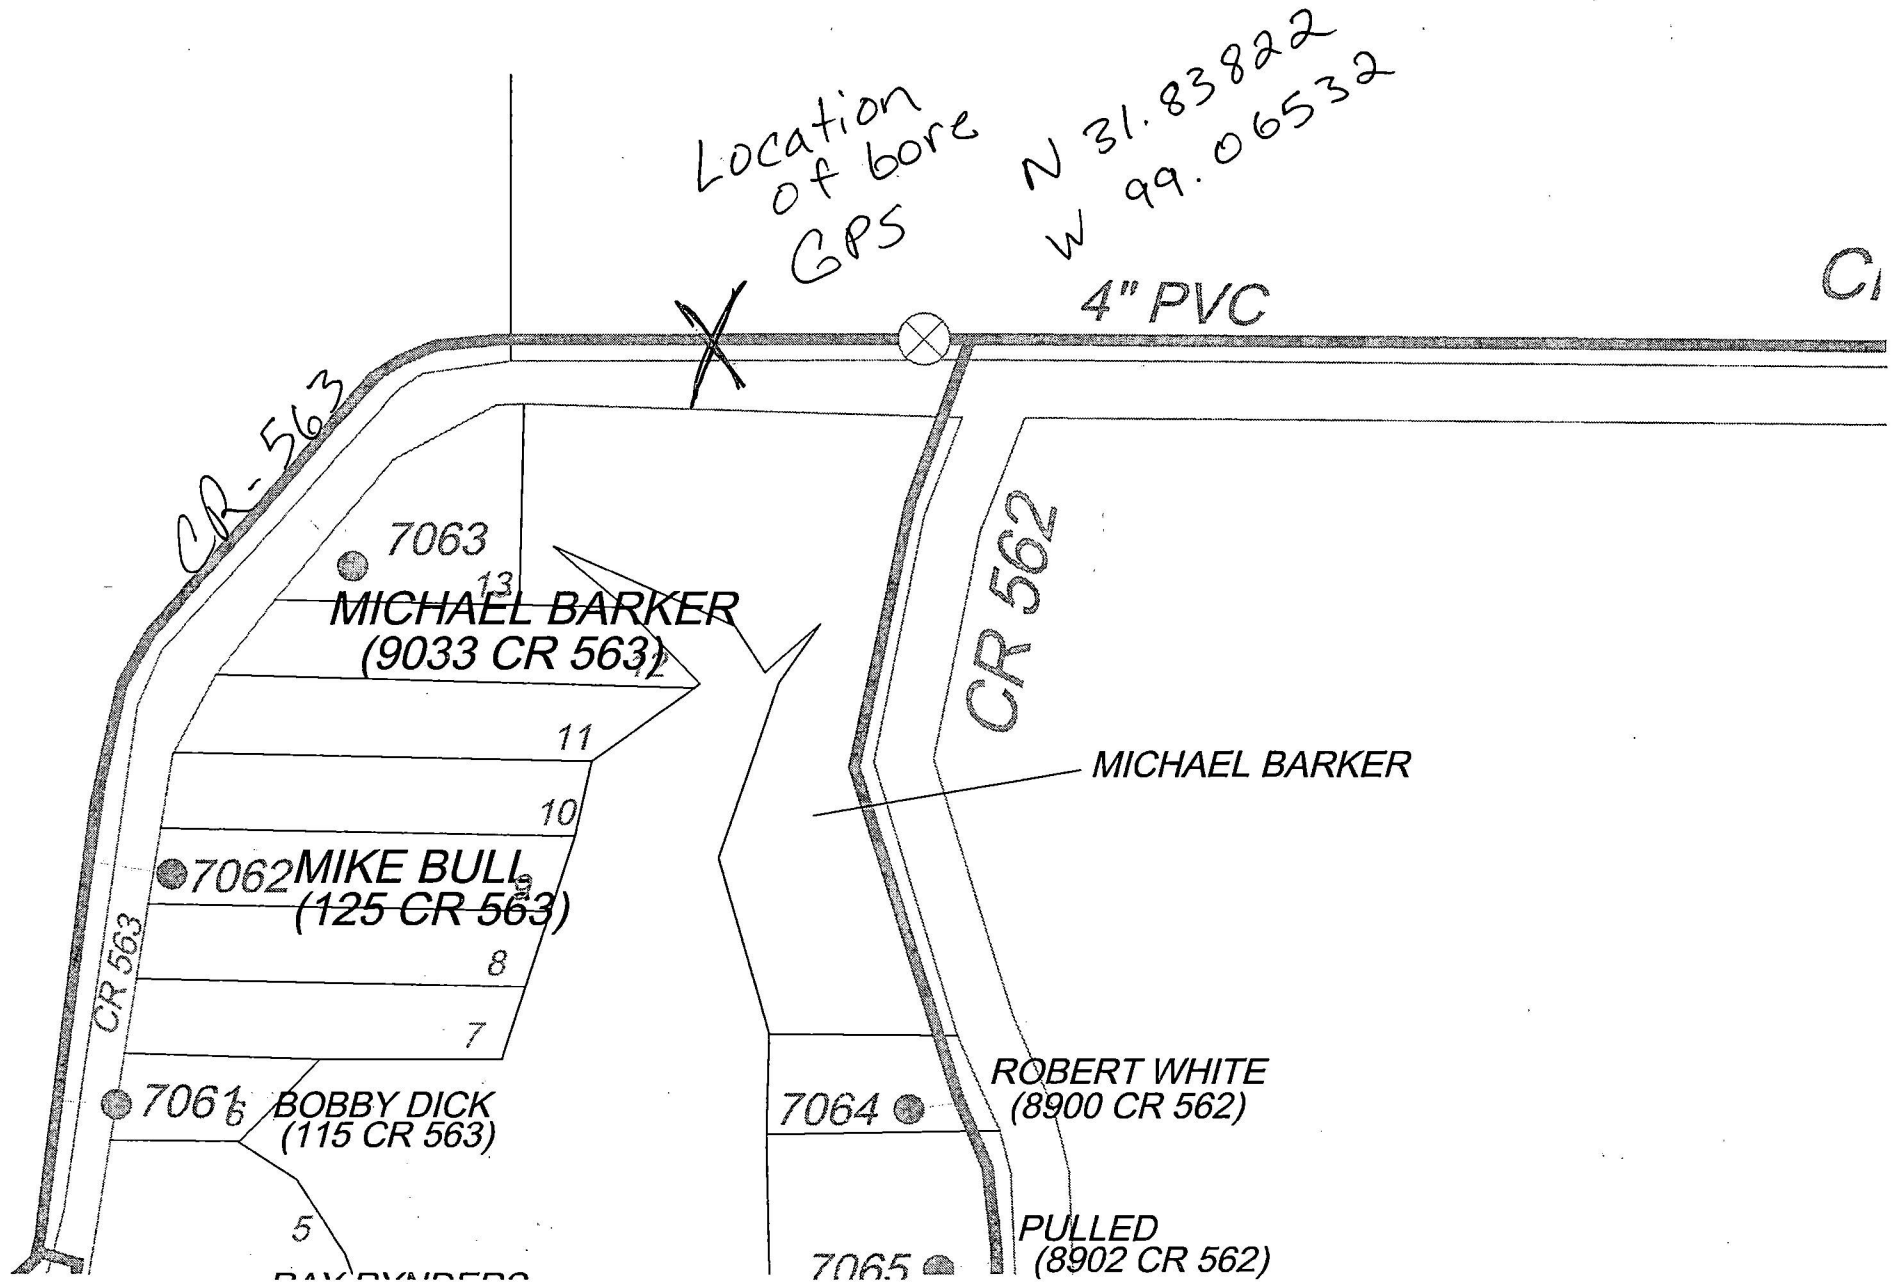 Location
of bore
GPS
N 31.83822
W 99.06532
4" PVC
CR-563
7063
13
MICHAEL BARKER
(9033 CR 563)
12
CR 562
11
MICHAEL BARKER
10
7062 MIKE BULL
9
(125 CR 563)
CR 563
8
7
7061
6
BOBBY DICK
(115 CR 563)
7064
ROBERT WHITE
(8900 CR 562)
5
PULLED
(8902 CR 562)
7065